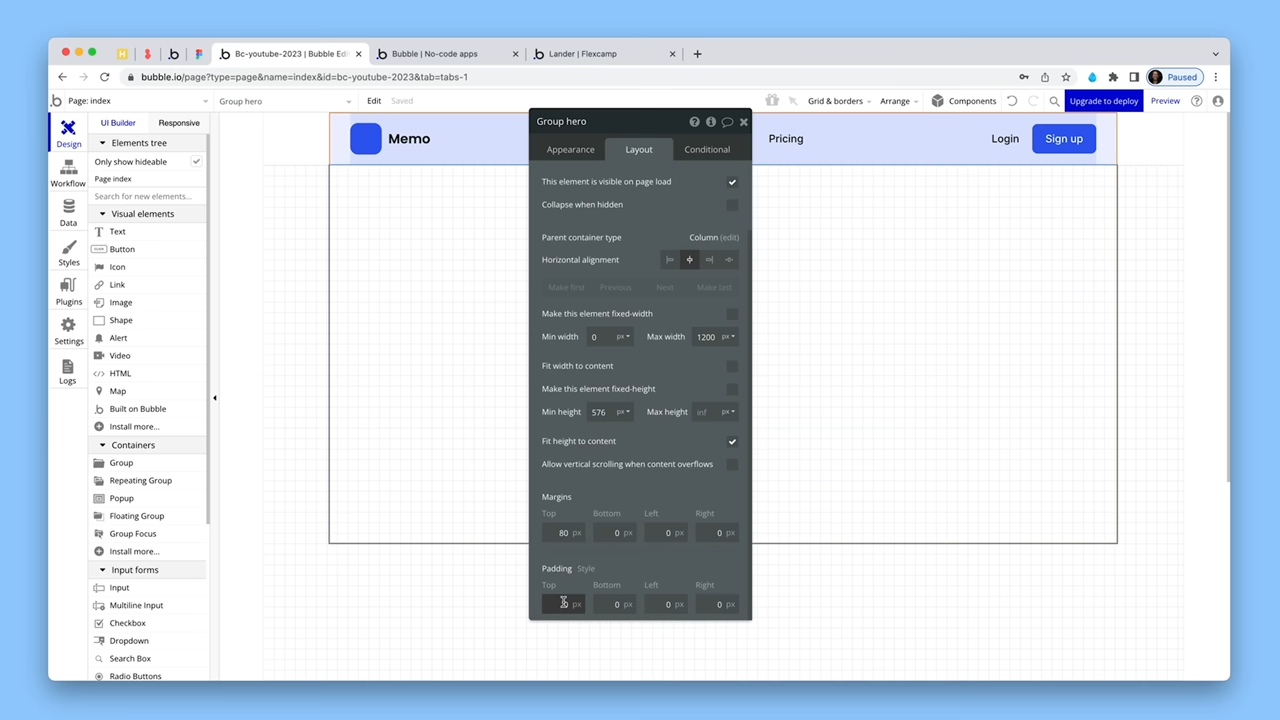 Bc-youtube-2023 | Bubble Edi
Bubble | No-code apps
Lander | Flexcamp
bubble.io/page?type=page&name=index&id=bc-youtube-2023&tab=tabs-1
Paused
Page: index
Group hero
Edit
Saved
Grid & borders
Arrange
Components
Upgrade to deploy
Preview
Design
Workflow
Data
Styles
Plugins
Settings
Logs
UI Builder
Responsive
Elements tree
Only show hideable
Page index
Search for new elements...
Visual elements
Text
CLICK
Button
Icon
Link
Image
Shape
Alert
Video
HTML
Map
Built on Bubble
Install more...
Containers
Group
Repeating Group
Popup
Floating Group
Group Focus
Install more...
Input forms
Input
Multiline Input
Checkbox
Dropdown
Search Box
Radio Buttons
Memo
Pricing
Login
Sign up
Group hero
Appearance
Layout
Conditional
This element is visible on page load
Collapse when hidden
Parent container type
Column (edit)
Horizontal alignment
Make first
Previous
Next
Make last
Make this element fixed-width
Min width 0 px
Max width 1200 px
Fit width to content
Make this element fixed-height
Min height 576 px
Max height inf px
Fit height to content
Allow vertical scrolling when content overflows
Margins
Top Bottom Left Right
80 px 0 px 0 px 0 px
Padding Style
Top Bottom Left Right
px 0 px 0 px 0 px